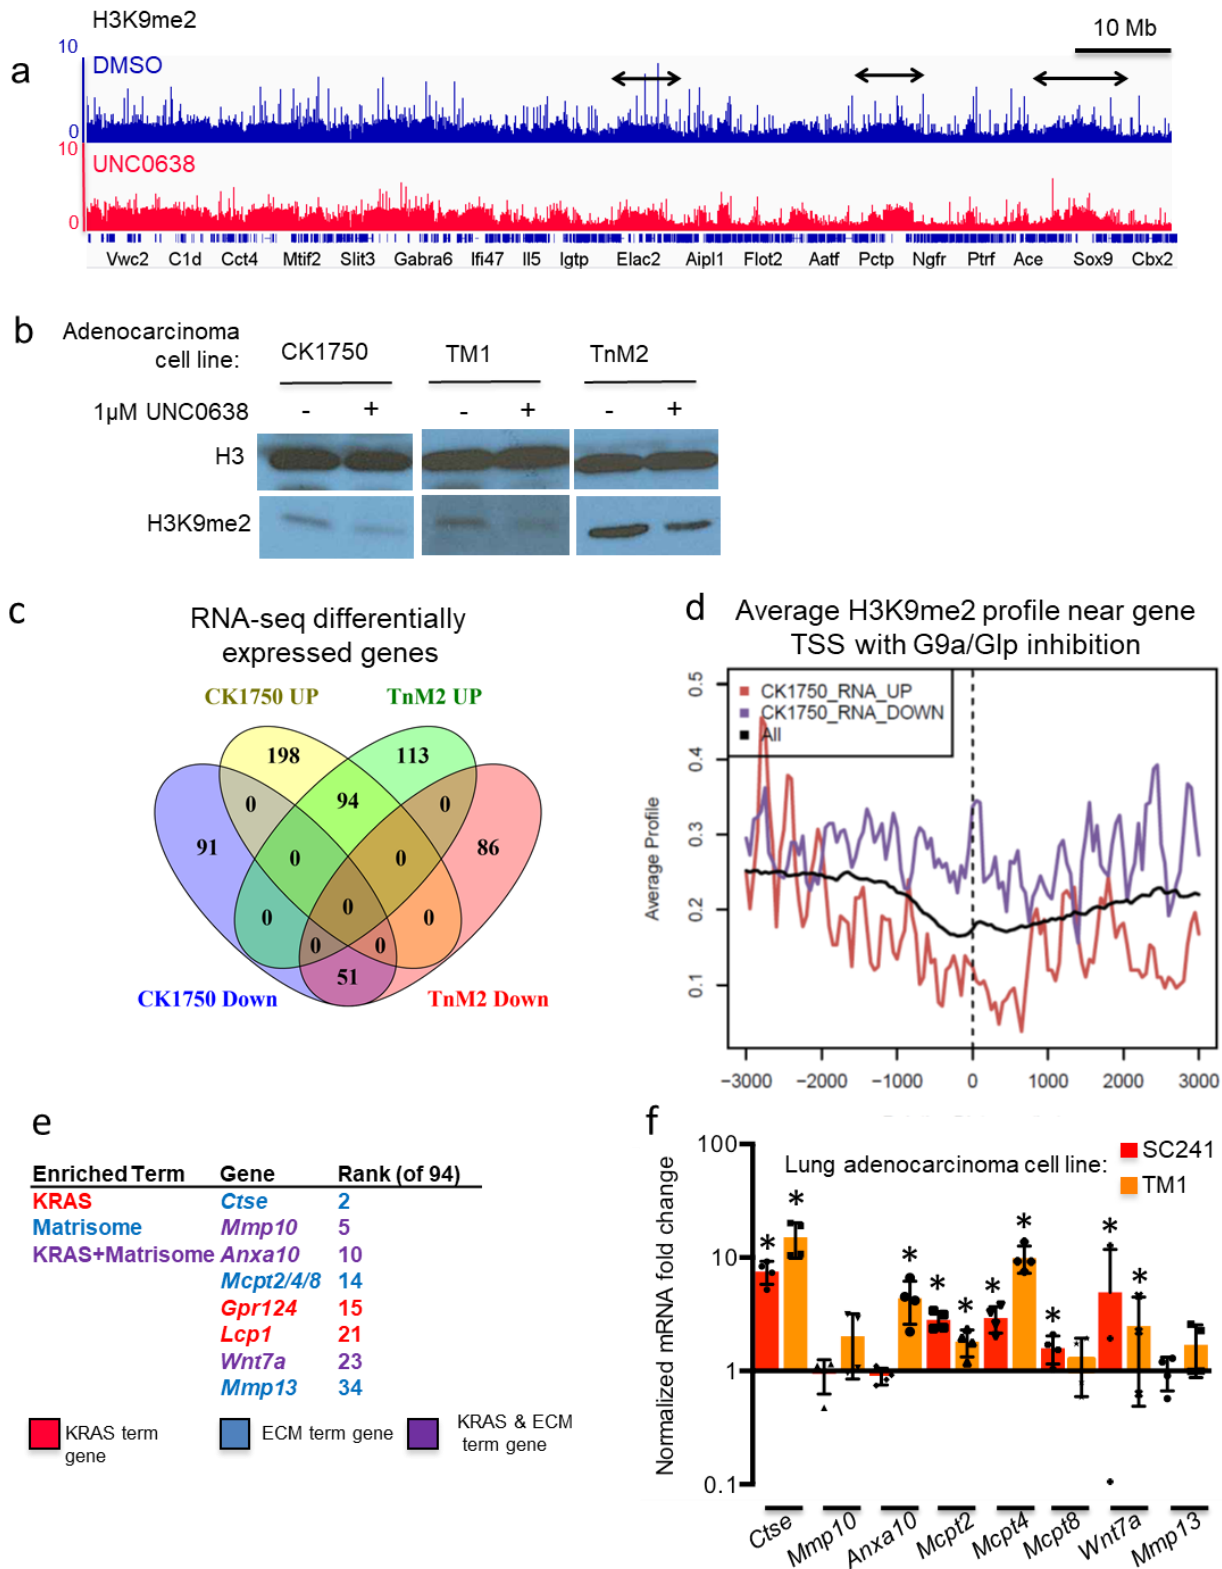 H3K9me2
10 Mb
10
a
DMSO
0
10
UNC0638
0
Vwc2 C1d Cct4 Mtif2 Slit3 Gabra6 Ifi47 Il5 Igtp Elac2 Aipl1 Flot2 Aatf Pctp Ngfr Ptrf Ace Sox9 Cbx2
b
Adenocarcinoma
cell line:
CK1750 TM1 TnM2
1µM UNC0638 - + - + - +
H3
H3K9me2
c
RNA-seq differentially
expressed genes
CK1750 UP TnM2 UP
198 113
0 94 0
91 0 0 86
0 0 0
0 0
51
CK1750 Down TnM2 Down
d
Average H3K9me2 profile near gene
TSS with G9a/Glp inhibition
CK1750_RNA_UP
CK1750_RNA_DOWN
All
Average Profile
0.5
0.4
0.3
0.2
0.1
−3000 −2000 −1000 0 1000 2000 3000
e
Enriched Term Gene Rank (of 94)
KRAS Ctse 2
Matrisome Mmp10 5
KRAS+Matrisome Anxa10 10
Mcpt2/4/8 14
Gpr124 15
Lcp1 21
Wnt7a 23
Mmp13 34
KRAS term
gene
ECM term gene
KRAS & ECM
term gene
f
Normalized mRNA fold change
100
10
1
0.1
Lung adenocarcinoma cell line:
SC241
TM1
* * * * * * * * * *
Ctse Mmp10 Anxa10 Mcpt2 Mcpt4 Mcpt8 Wnt7a Mmp13